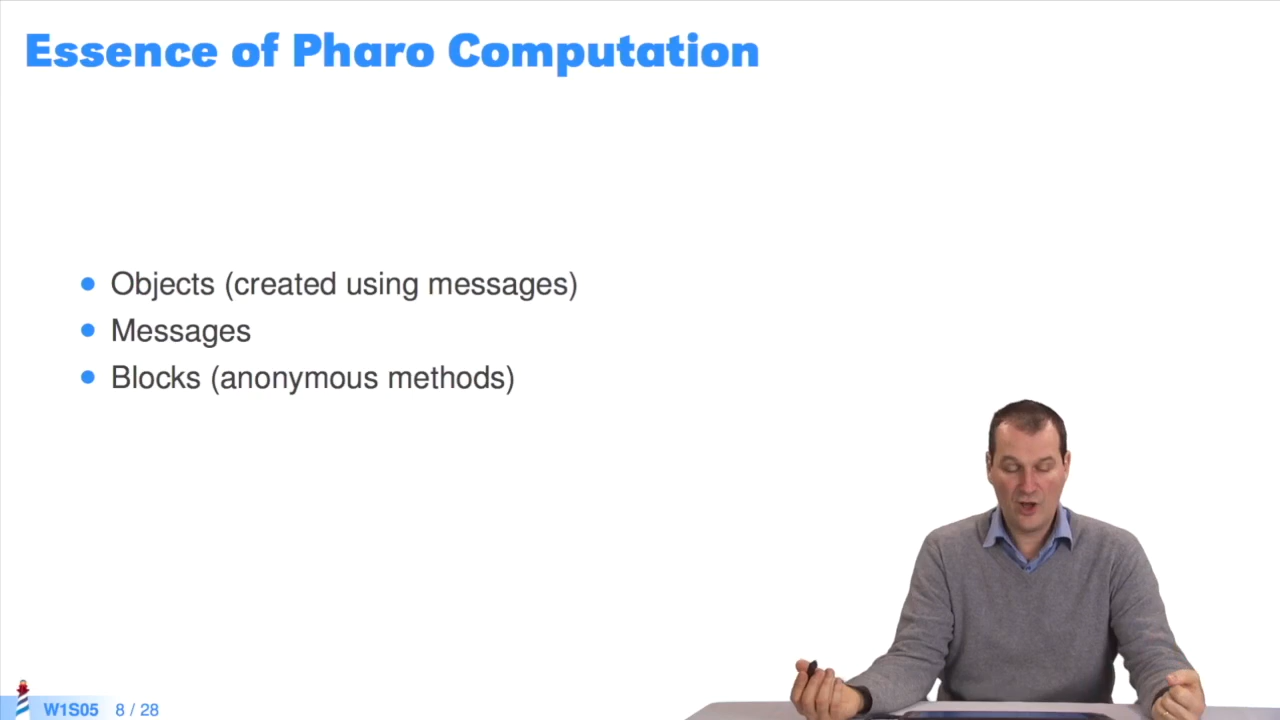 Essence of Pharo Computation
Objects (created using messages)
Messages
Blocks (anonymous methods)
W1S05 8 / 28